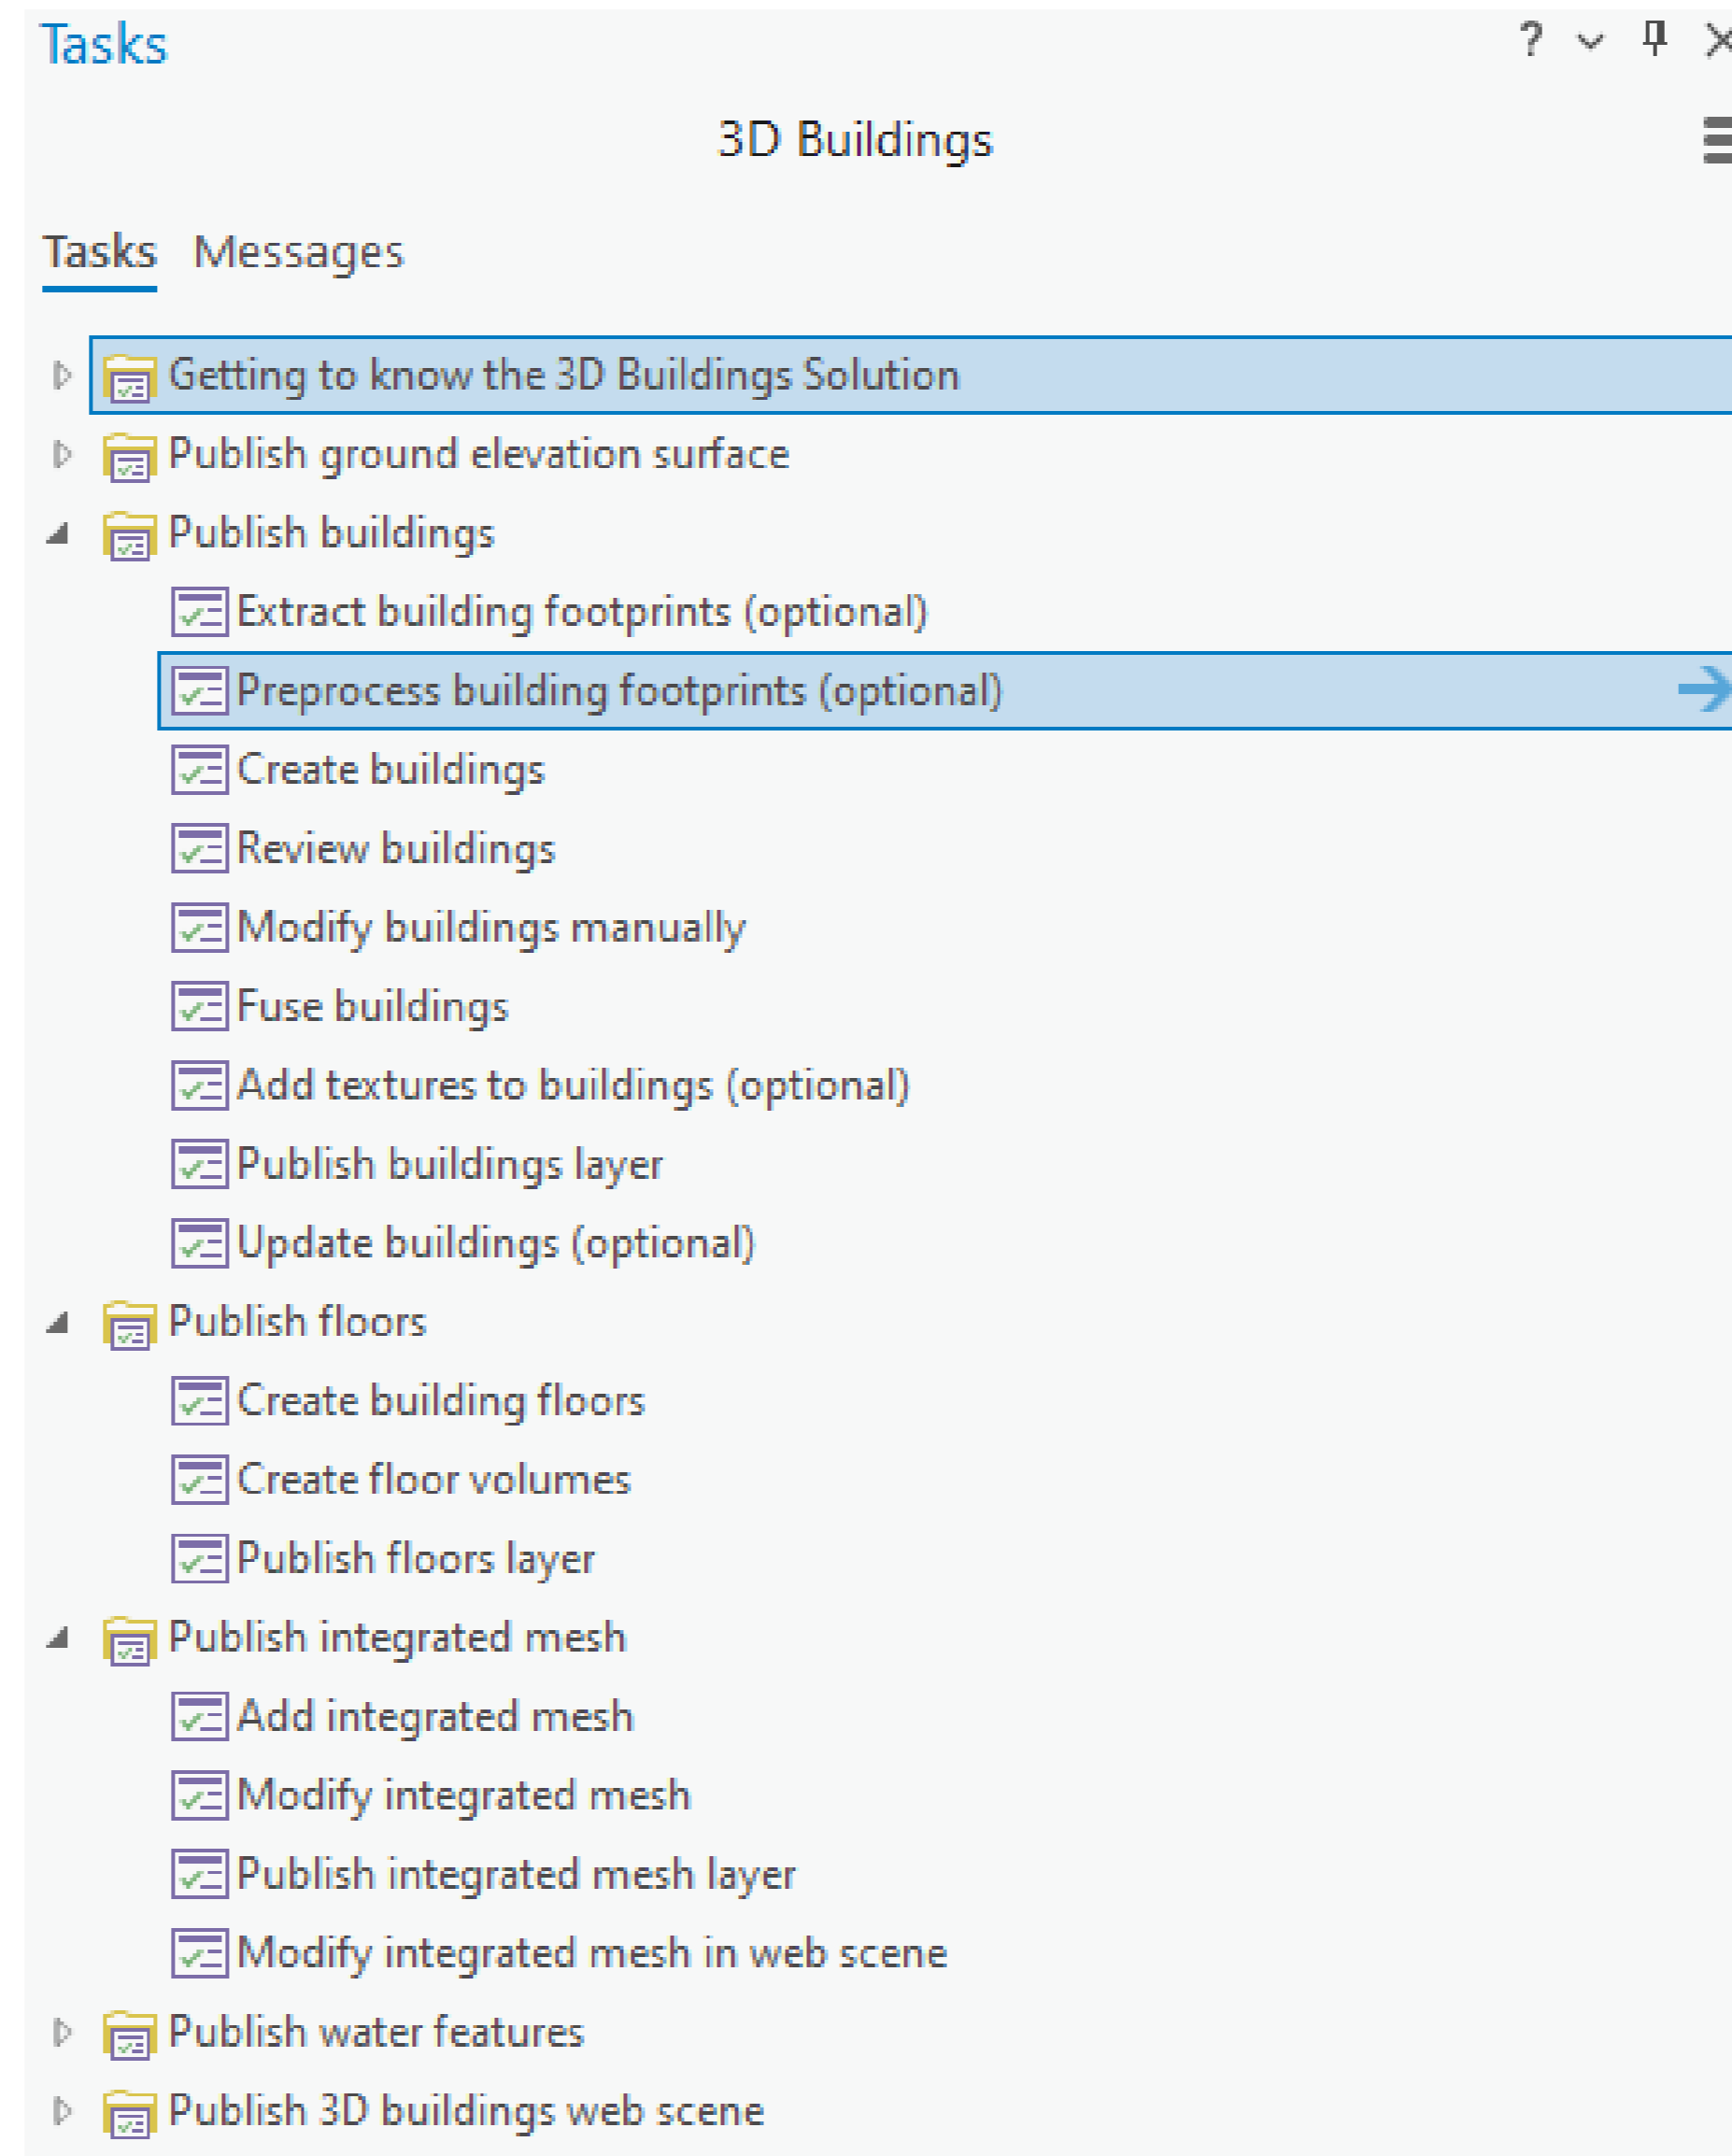 Tasks
3D Buildings
Tasks Messages
Getting to know the 3D Buildings Solution
Publish ground elevation surface
Publish buildings
Extract building footprints (optional)
Preprocess building footprints (optional)
Create buildings
Review buildings
Modify buildings manually
Fuse buildings
Add textures to buildings (optional)
Publish buildings layer
Update buildings (optional)
Publish floors
Create building floors
Create floor volumes
Publish floors layer
Publish integrated mesh
Add integrated mesh
Modify integrated mesh
Publish integrated mesh layer
Modify integrated mesh in web scene
Publish water features
Publish 3D buildings web scene